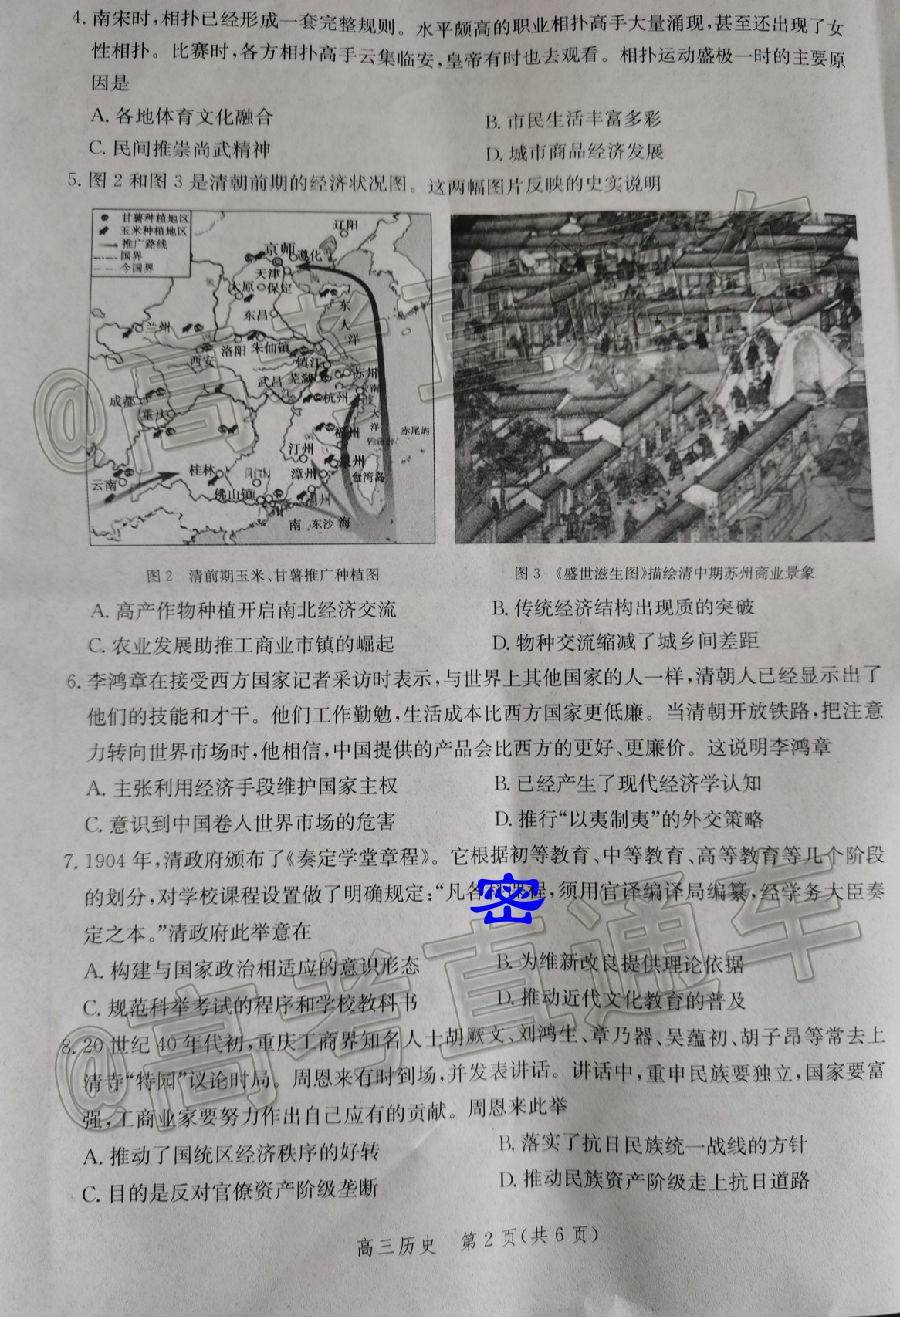 4. 南宋时,相扑已经形成一套完整规则。水平颇高的职业相扑高手大量涌现,甚至还出现了女
性相扑。比赛时,各方相扑高手云集临安,皇帝有时也去观看。相扑运动盛极一时的主要原
因是
A. 各地体育文化融合
B. 市民生活丰富多彩
C. 民间推崇尚武精神
D. 城市商品经济发展
5. 图2和图3是清朝前期的经济状况图。这两幅图片反映的史实说明
甘薯种植地区
玉米种植地区
推广路线
国界
今国界
辽阳
京师
遵化
天津
太原
保定
东昌
东人洋
兰州
西安
洛阳
朱仙镇
镇江
苏州
武昌
芜湖
杭州
成都
重庆
南大洋
福州
赤尾屿
钓鱼台
汀州
泉州
漳州
台湾岛
云南
桂林
佛山镇
潮州
南
东沙
海
图2 清前期玉米、甘薯推广种植图
图3 《盛世滋生图》描绘清中期苏州商业景象
A. 高产作物种植开启南北经济交流
B. 传统经济结构出现质的突破
C. 农业发展助推工商业市镇的崛起
D. 物种交流缩减了城乡间差距
6. 李鸿章在接受西方国家记者采访时表示,与世界上其他国家的人一样,清朝人已经显示出了
他们的技能和才干。他们工作勤勉,生活成本比西方国家更低廉。当清朝开放铁路,把注意
力转向世界市场时,他相信,中国提供的产品会比西方的更好、更廉价。这说明李鸿章
A. 主张利用经济手段维护国家主权
B. 已经产生了现代经济学认知
C. 意识到中国卷人世界市场的危害
D. 推行“以夷制夷”的外交策略
7. 1904年,清政府颁布了《奏定学堂章程》。它根据初等教育、中等教育、高等教育等几个阶段
的划分,对学校课程设置做了明确规定:“凡各 程,须用官译编译局编纂,经学务大臣奏
密
定之本。”清政府此举意在
A. 构建与国家政治相适应的意识形态
B. 为维新改良提供理论依据
C. 规范科举考试的程序和学校教科书
D. 推动近代文化教育的普及
8. 20世纪40年代初,重庆工商界知名人士胡厥文、刘鸿生、章乃器、吴蕴初、胡子昂等常去上
清寺“特园”议论时局。周恩来有时到场,并发表讲话。讲话中,重申民族要独立,国家要富
强,工商业家要努力作出自己应有的贡献。周恩来此举
A. 推动了国统区经济秩序的好转
B. 落实了抗日民族统一战线的方针
C. 目的是反对官僚资产阶级垄断
D. 推动民族资产阶级走上抗日道路
高三历史 第2页(共6页)
@高考直通车
@高考直通车